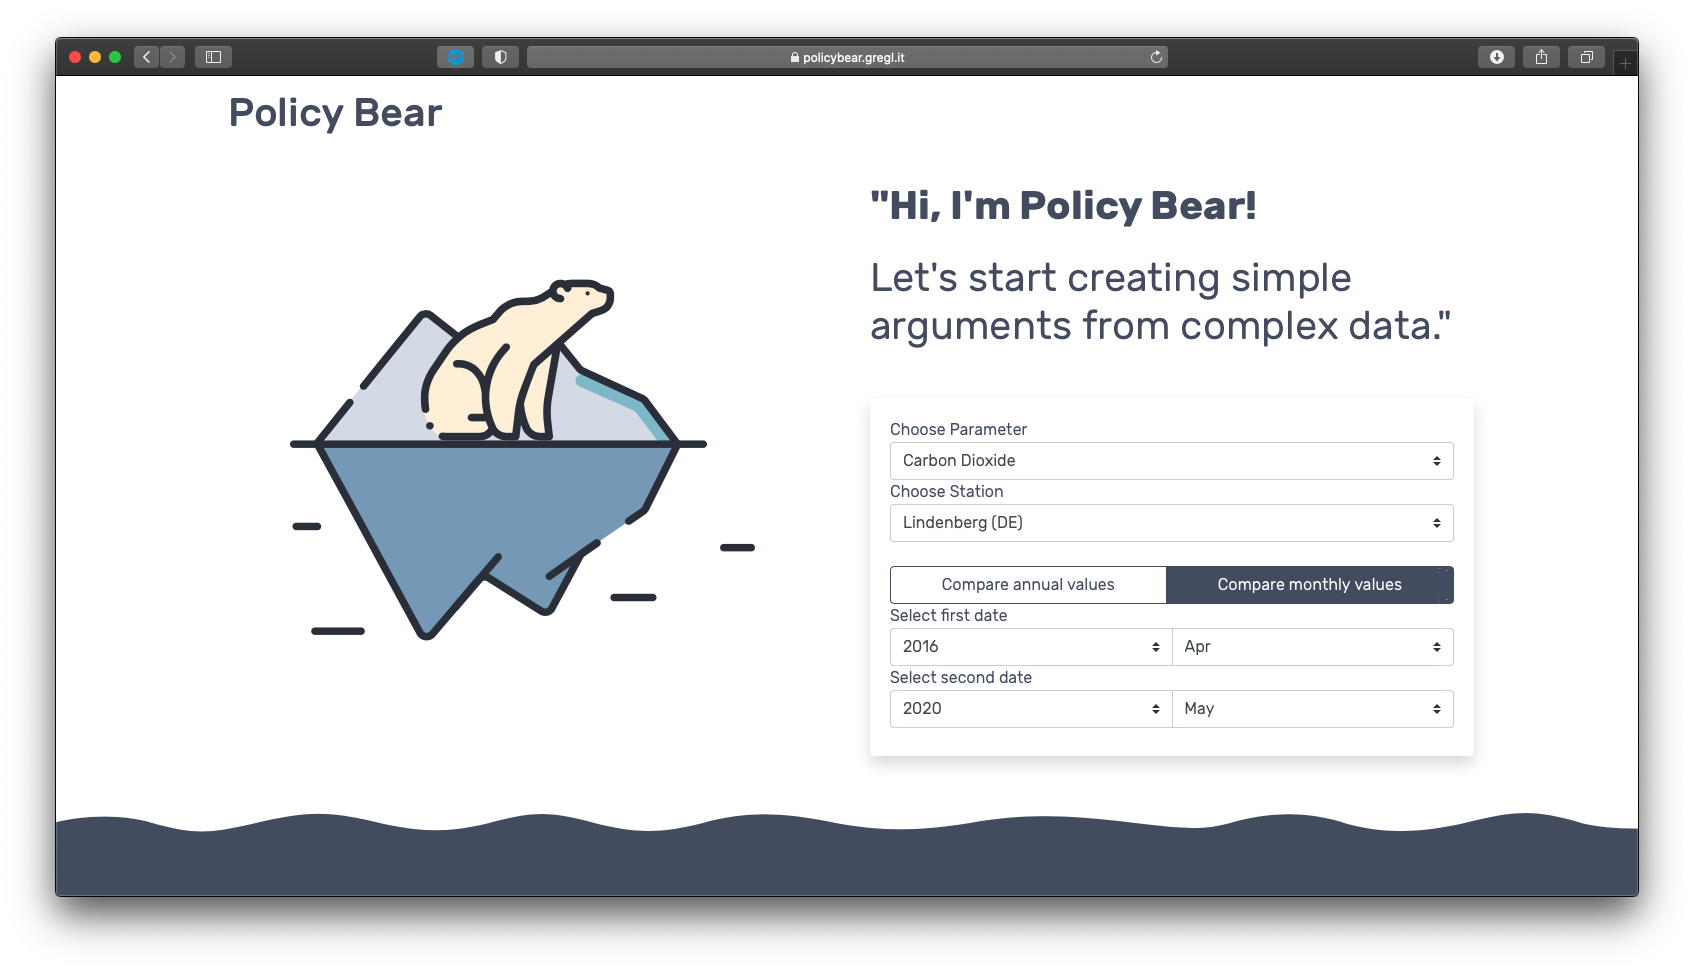 policybear.gregl.it
Policy Bear
"Hi, I'm Policy Bear!
Let's start creating simple
arguments from complex data."
Choose Parameter
Carbon Dioxide
Choose Station
Lindenberg (DE)
Compare annual values Compare monthly values
Select first date
2016 Apr
Select second date
2020 May